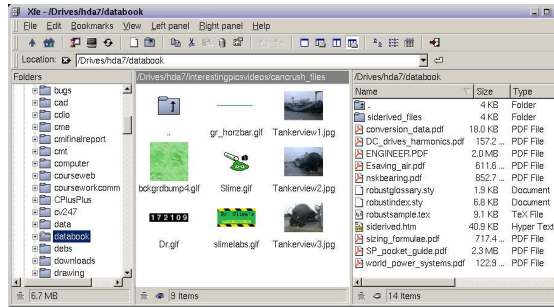 Xfe - /Drives/hda7/databook
File Edit Bookmarks View Left panel Right panel Help
Location: /Drives/hda7/databook
Folders
bugs
cad
cdio
cme
cmifinalreport
cmt
computer
courseweb
courseworkcomm
CPlusPlus
cv247
data
databook
debs
downloads
drawing
6.7 MB
/Drives/hda7/interestingpicsvideos/cancrush_files
..
gr_horzbar.gif
Tankerview1.jpg
bckgrdbump4.gif
Slime.gif
Tankerview2.jpg
172109
Dr. Slime's
Dr.gif
slimelabs.gif
Tankerview3.jpg
9 Items
/Drives/hda7/databook
Name Size Type
.. 4 KB Folder
siderived_files 4 KB Folder
conversion_data.pdf 18.0 KB PDF File
DC_drives_harmonics.pdf 157.2 ... PDF File
ENGINEER.PDF 2.0 MB PDF File
Esaving_air.pdf 611.6 ... PDF File
nskbearing.pdf 852.7 ... PDF File
robustglossary.sty 1.9 KB Document
robustindex.sty 6.8 KB Document
robustsample.tex 9.1 KB TeX File
siderived.htm 40.9 KB Hyper Text
sizing_formulae.pdf 717.4 ... PDF File
SP_pocket_guide.pdf 2.3 MB PDF File
world_power_systems.pdf 122.9 ... PDF File
14 Items